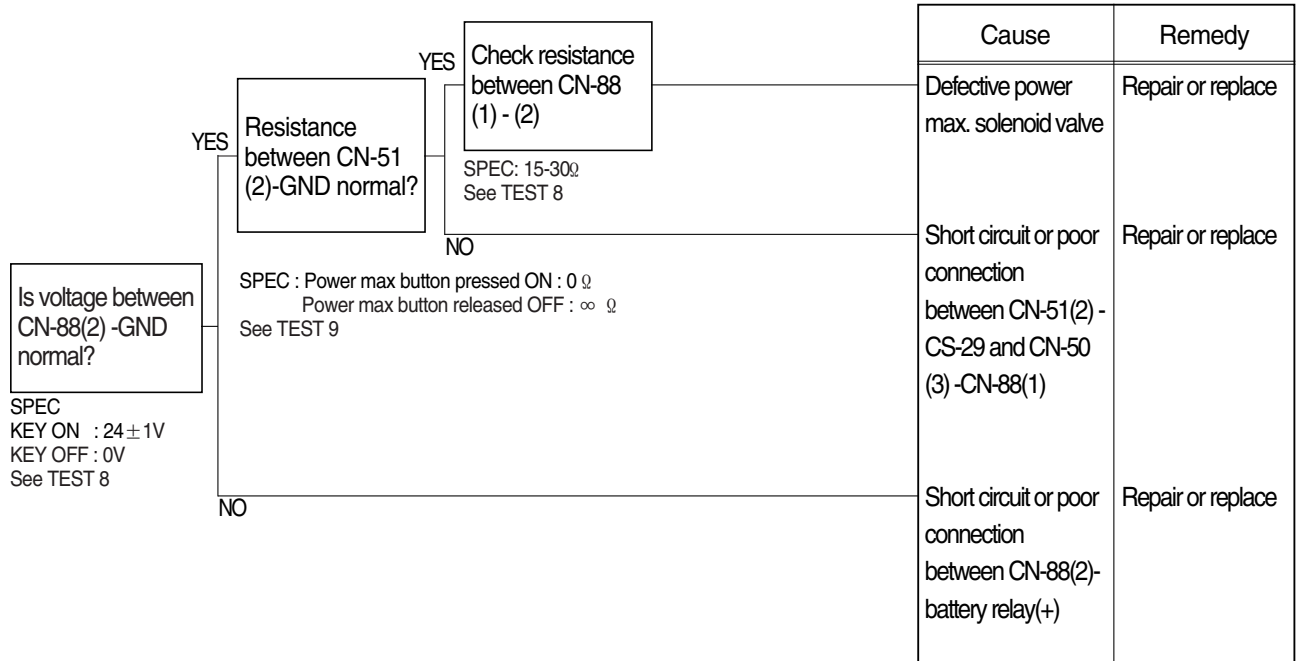 Is voltage between
CN-88(2) -GND
normal?
SPEC
KEY ON : 24±1V
KEY OFF : 0V
See TEST 8
YES
NO
Resistance
between CN-51
(2)-GND normal?
SPEC : Power max button pressed ON : 0 Ω
Power max button released OFF : ∞ Ω
See TEST 9
YES
NO
Check resistance
between CN-88
(1) - (2)
SPEC: 15-30Ω
See TEST 8
Cause
Remedy
Defective power
max. solenoid valve
Repair or replace
Short circuit or poor
connection
between CN-51(2) -
CS-29 and CN-50
(3) -CN-88(1)
Repair or replace
Short circuit or poor
connection
between CN-88(2)-
battery relay(+)
Repair or replace